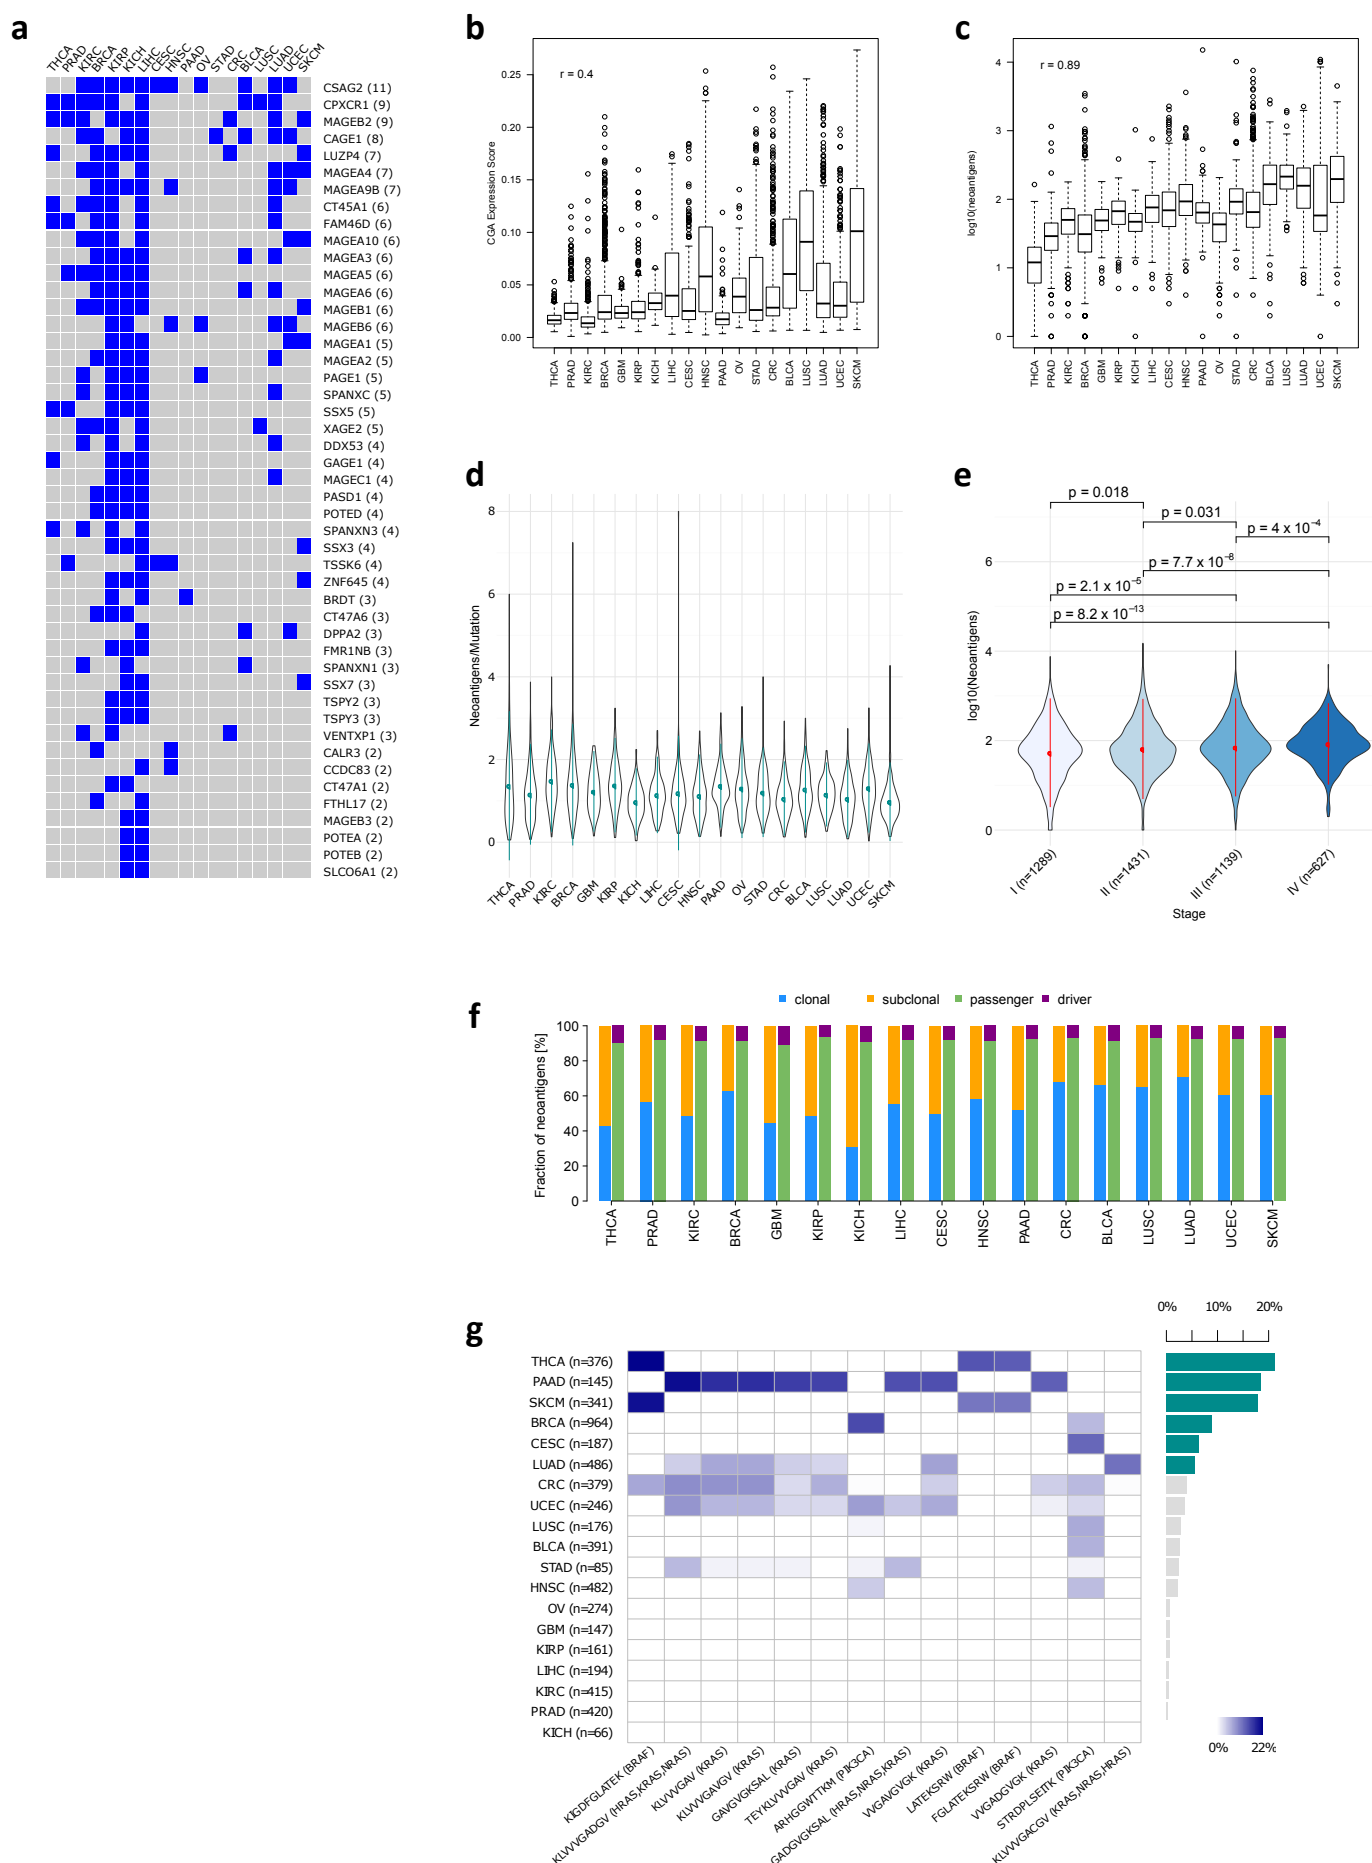 a
THCA PRAD KIRC BRCA KIRP KICH LIHC CESC HNSC PAAD OV STAD CRC BLCA LUSC LUAD UCEC SKCM
CSAG2 (11)
CPXCR1 (9)
MAGEB2 (9)
CAGE1 (8)
LUZP4 (7)
MAGEA4 (7)
MAGEA9B (7)
CT45A1 (6)
FAM46D (6)
MAGEA10 (6)
MAGEA3 (6)
MAGEA5 (6)
MAGEA6 (6)
MAGEB1 (6)
MAGEB6 (6)
MAGEA1 (5)
MAGEA2 (5)
PAGE1 (5)
SPANXC (5)
SSX5 (5)
XAGE2 (5)
DDX53 (4)
GAGE1 (4)
MAGEC1 (4)
PASD1 (4)
POTED (4)
SPANXN3 (4)
SSX3 (4)
TSSK6 (4)
ZNF645 (4)
BRDT (3)
CT47A6 (3)
DPPA2 (3)
FMR1NB (3)
SPANXN1 (3)
SSX7 (3)
TSPY2 (3)
TSPY3 (3)
VENTXP1 (3)
CALR3 (2)
CCDC83 (2)
CT47A1 (2)
FTHL17 (2)
MAGEB3 (2)
POTEA (2)
POTEB (2)
SLCO6A1 (2)
b
r = 0.4
CGA Expression Score
0.25
0.20
0.15
0.10
0.05
0.00
THCA PRAD KIRC BRCA GBM KIRP KICH LIHC CESC HNSC PAAD OV STAD CRC BLCA LUSC LUAD UCEC SKCM
c
r = 0.89
log10(neoantigens)
4
3
2
1
0
THCA PRAD KIRC BRCA GBM KIRP KICH LIHC CESC HNSC PAAD OV STAD CRC BLCA LUSC LUAD UCEC SKCM
d
Neoantigens/Mutation
8
6
4
2
0
THCA PRAD KIRC BRCA GBM KIRP KICH LIHC CESC HNSC PAAD OV STAD CRC BLCA LUSC LUAD UCEC SKCM
e
p = 0.018
p = 0.031
p = 4 x 10⁻⁴
p = 7.7 x 10⁻⁸
p = 2.1 x 10⁻⁵
p = 8.2 x 10⁻¹³
log10(Neoantigens)
6
4
2
0
I (n=1289) II (n=1431) III (n=1139) IV (n=627)
Stage
f
clonal subclonal passenger driver
Fraction of neoantigens [%]
100
80
60
40
20
0
THCA PRAD KIRC BRCA GBM KIRP KICH LIHC CESC HNSC PAAD CRC BLCA LUSC LUAD UCEC SKCM
g
0% 10% 20%
THCA (n=376)
PAAD (n=145)
SKCM (n=341)
BRCA (n=964)
CESC (n=187)
LUAD (n=486)
CRC (n=379)
UCEC (n=246)
LUSC (n=176)
BLCA (n=391)
STAD (n=85)
HNSC (n=482)
OV (n=274)
GBM (n=147)
KIRP (n=161)
LIHC (n=194)
KIRC (n=415)
PRAD (n=420)
KICH (n=66)
0% 22%
KIGDFGLATEK (BRAF)
KLVVVGADGV (HRAS,KRAS,NRAS)
KLVVVGAV (KRAS)
KLVVVGAVGV (KRAS)
GAVGVGKSAL (KRAS)
TEYKLVVVGAV (KRAS)
ARHGGWTTKM (PIK3CA)
GADGVGKSAL (HRAS,NRAS,KRAS)
VVGAVGVGK (KRAS)
LATEKSRW (BRAF)
FGLATEKSRW (BRAF)
VVGADGVGK (KRAS)
STRDPLSEITK (PIK3CA)
KLVVVGACGV (KRAS,NRAS,HRAS)